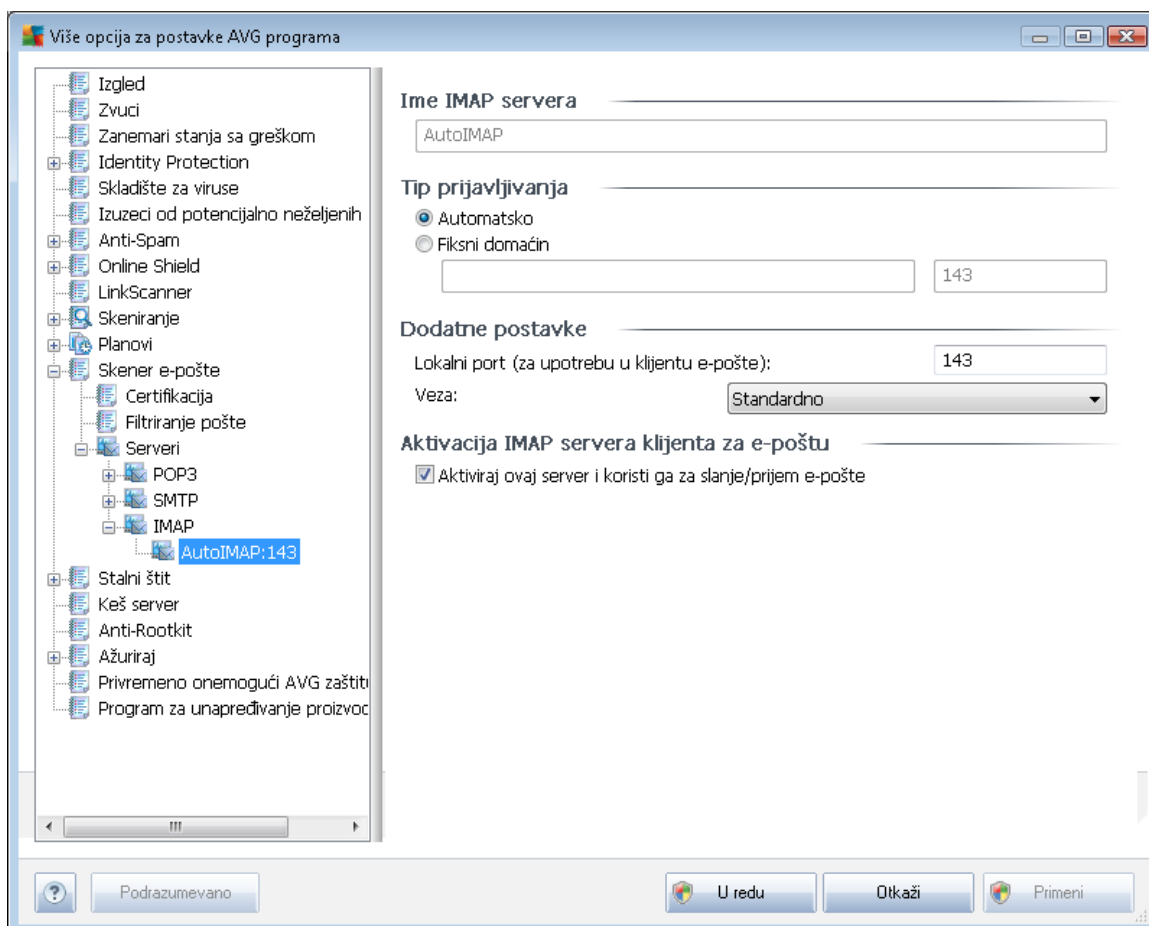 Više opcija za postavke AVG programa
Izgled
Zvuci
Zanemari stanja sa greškom
Identity Protection
Skladište za viruse
Izuzeci od potencijalno neželjenih
Anti-Spam
Online Shield
LinkScanner
Skeniranje
Planovi
Skener e-pošte
Certifikacija
Filtriranje pošte
Serveri
POP3
SMTP
IMAP
AutoIMAP:143
Stalni štit
Keš server
Anti-Rootkit
Ažuriraj
Privremeno onemogući AVG zaštitu
Program za unapređivanje proizvod
Ime IMAP servera
AutoIMAP
Tip prijavljivanja
Automatsko
Fiksni domaćin
143
Dodatne postavke
Lokalni port (za upotrebu u klijentu e-pošte):
143
Veza:
Standardno
Aktivacija IMAP servera klijenta za e-poštu
Aktiviraj ovaj server i koristi ga za slanje/prijem e-pošte
Podrazumevano
U redu
Otkaži
Primeni